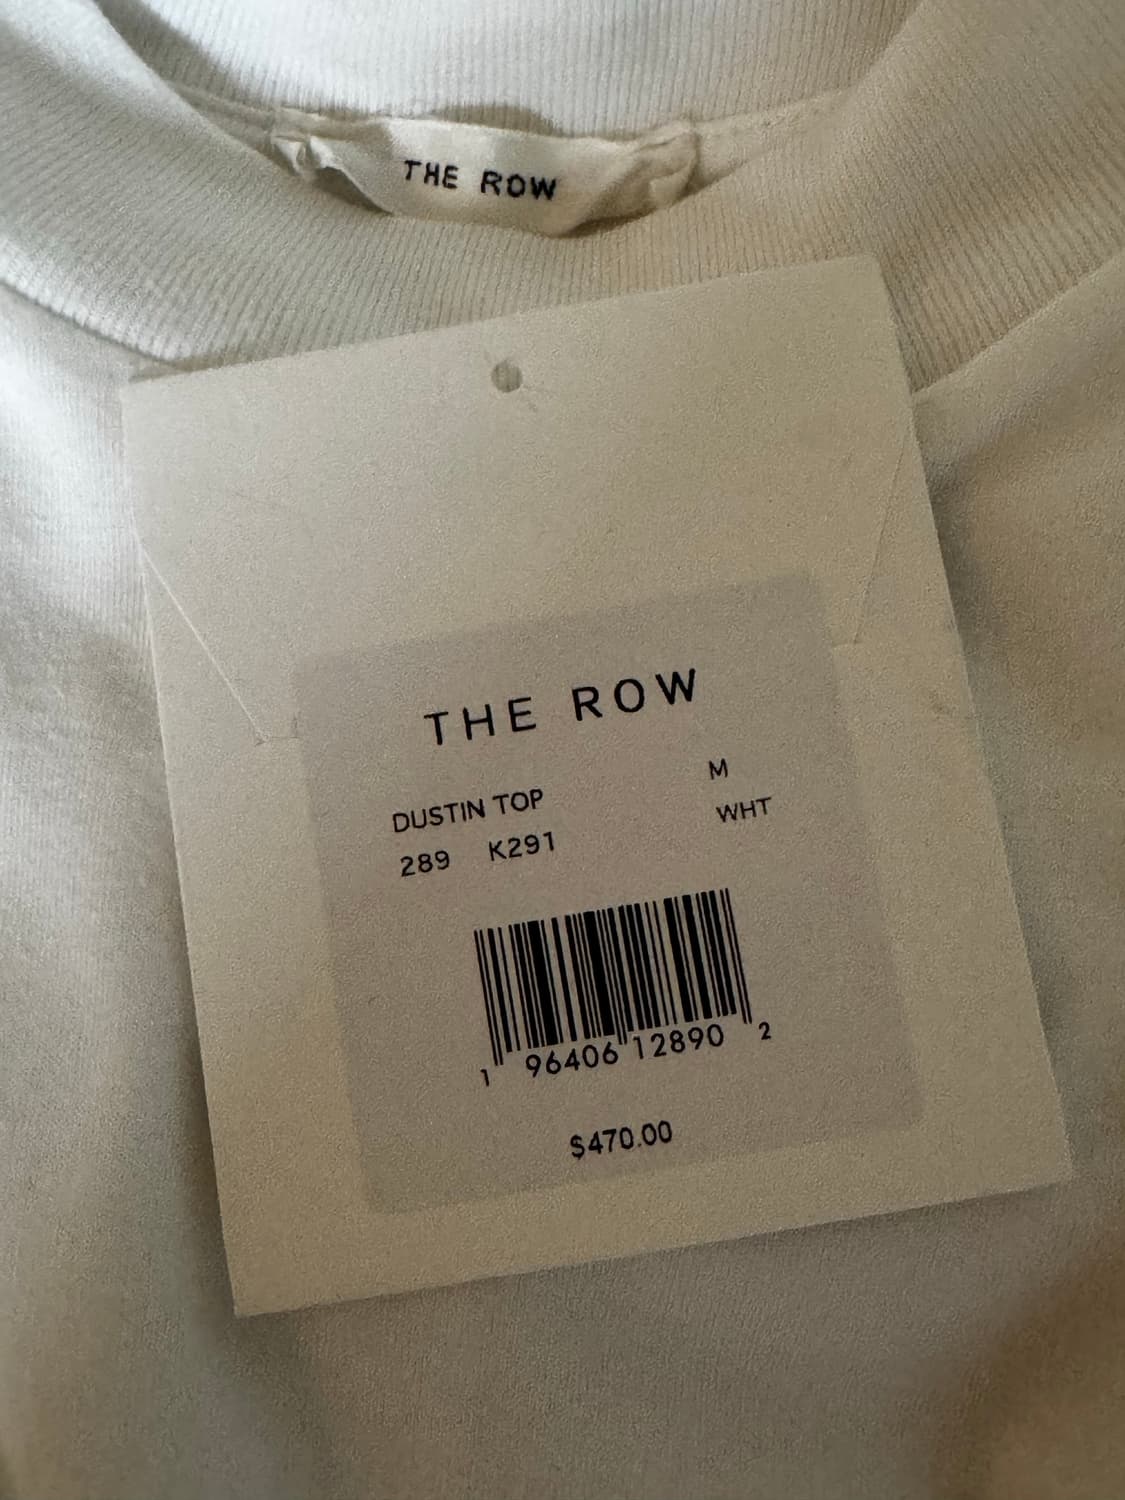 THE ROW
THE ROW
DUSTIN TOP M
289 K291 WHT
1 96406 12890 2
$470.00